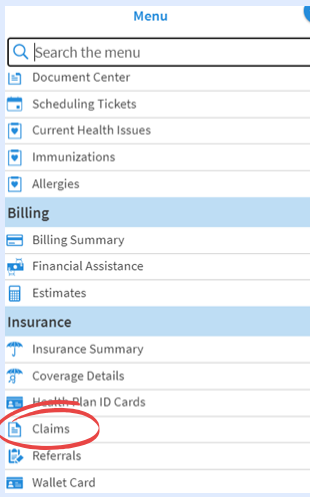 Menu
Search the menu
Document Center
Scheduling Tickets
Current Health Issues
Immunizations
Allergies
Billing
Billing Summary
Financial Assistance
Estimates
Insurance
Insurance Summary
Coverage Details
Health Plan ID Cards
Claims
Referrals
Wallet Card